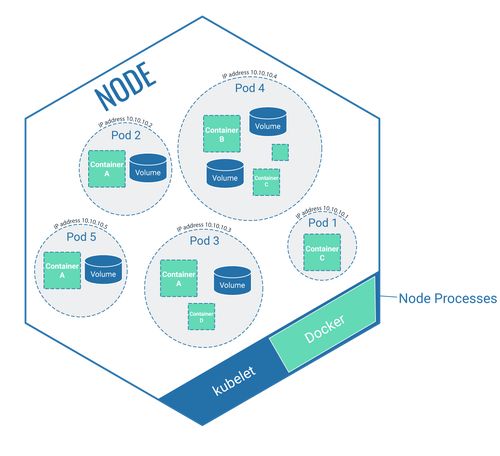 NODE
IP address 10.10.10.2
Pod 2
Container
A
Volume
IP address 10.10.10.4
Pod 4
Container
B
Volume
Volume
Container
C
IP address 10.10.10.5
Pod 5
Container
A
Volume
IP address 10.10.10.3
Pod 3
Container
A
Volume
Container
D
IP address 10.10.10.1
Pod 1
Container
C
Node Processes
Docker
kubelet